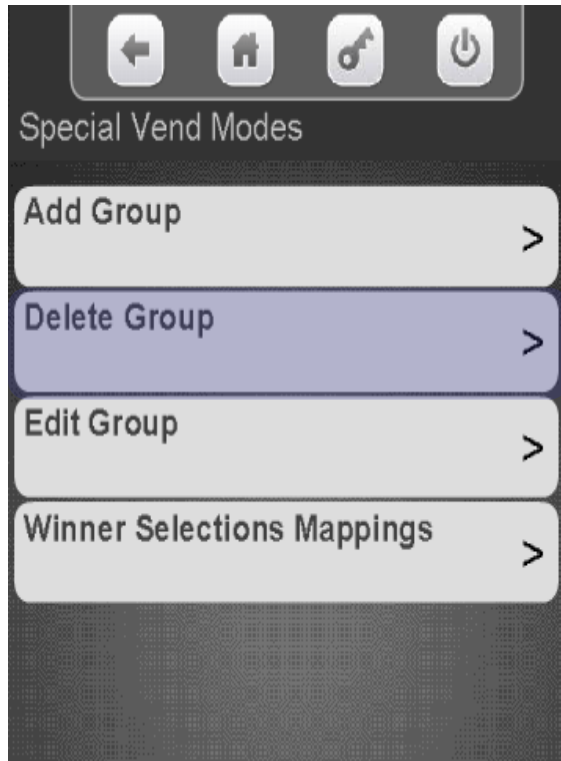 Special Vend Modes
Add Group
>
Delete Group
>
Edit Group
>
Winner Selections Mappings
>